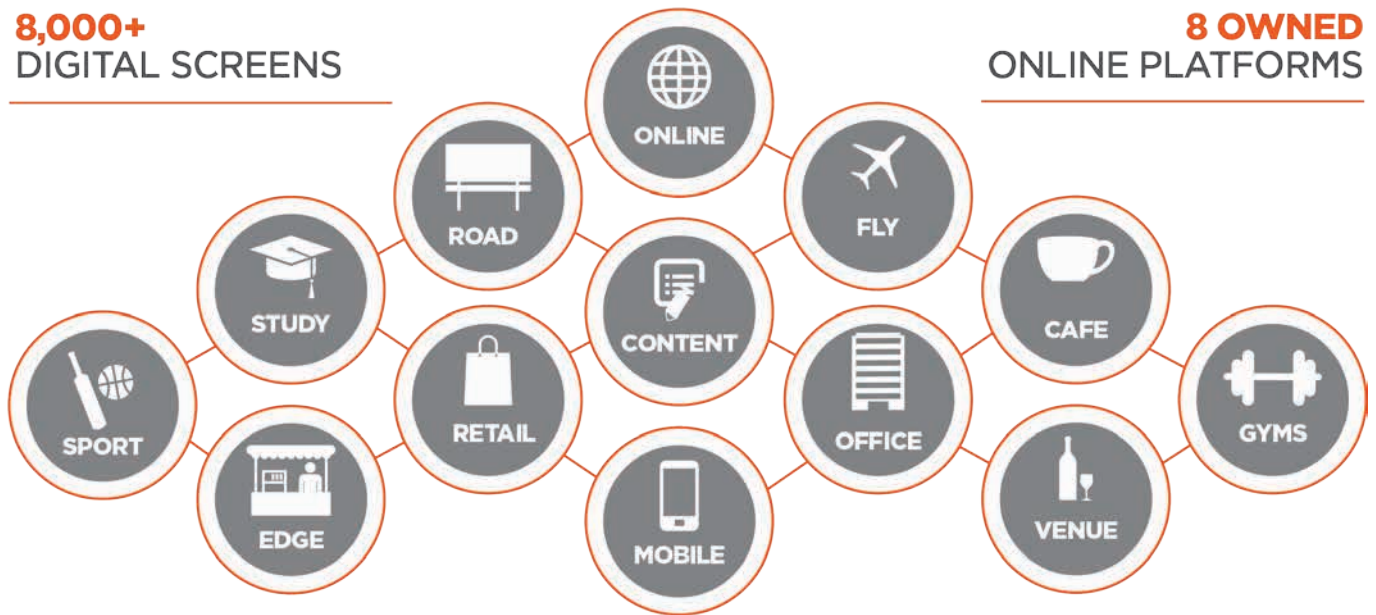 8,000+
DIGITAL SCREENS
8 OWNED
ONLINE PLATFORMS
ONLINE
ROAD
FLY
STUDY
CONTENT
CAFE
SPORT
RETAIL
OFFICE
GYMS
EDGE
MOBILE
VENUE